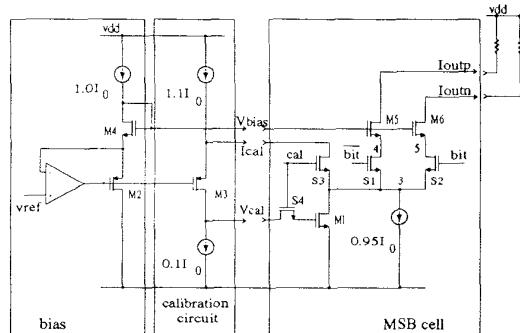 vdd
vdd
1.0I0
1.1I0
Ioutp
Ioutn
M4
Vbias
M5
M6
Ical
4
5
cal
bit
bit
S3
S1
S2
3
vref
M2
M3
S4
Vcal
M1
0.1I0
0.95I0
bias
calibration
circuit
MSB cell